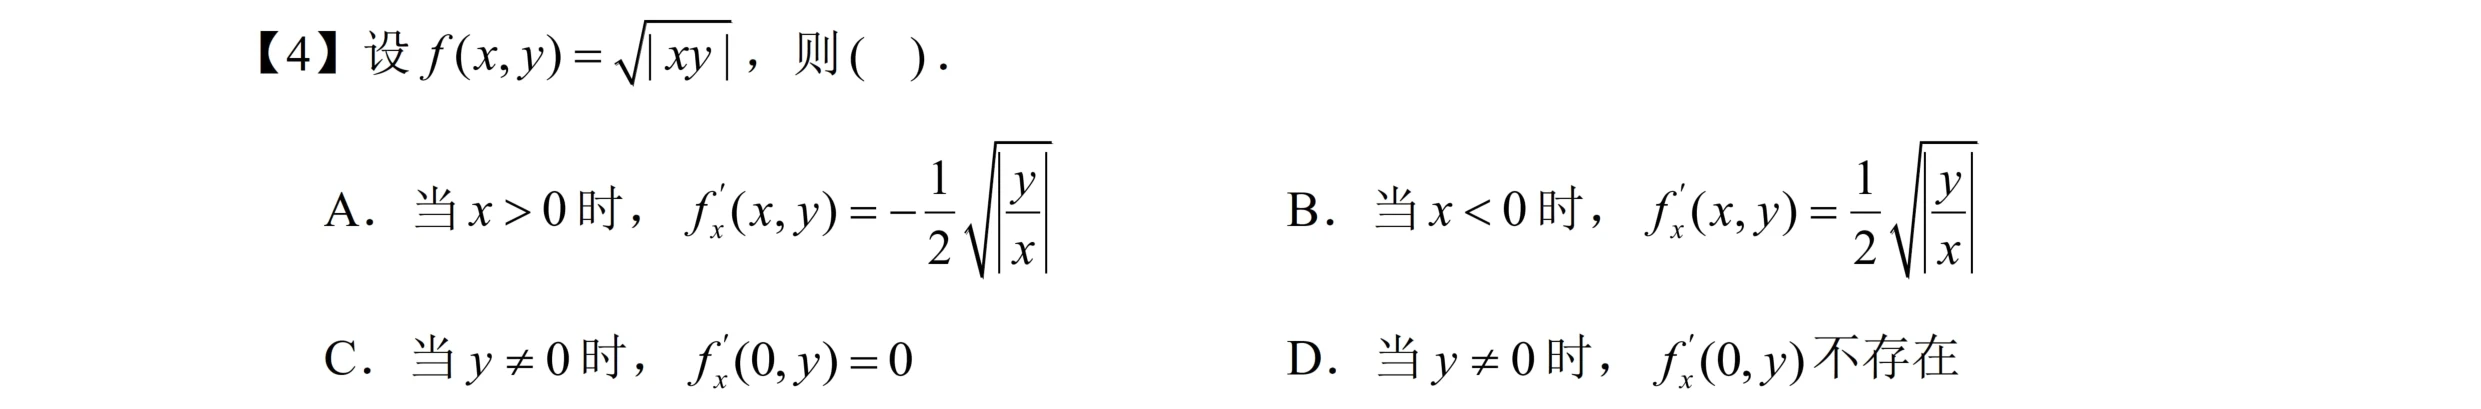 【4】设 $f(x,y)=\sqrt{|xy|}$，则(   ).
A. 当 $x>0$ 时，$f_x'(x,y)=-\frac{1}{2}\sqrt{\left|\frac{y}{x}\right|}$    B. 当 $x<0$ 时，$f_x'(x,y)=\frac{1}{2}\sqrt{\left|\frac{y}{x}\right|}$
C. 当 $y\neq 0$ 时，$f_x'(0,y)=0$    D. 当 $y\neq 0$ 时，$f_x'(0,y)$ 不存在